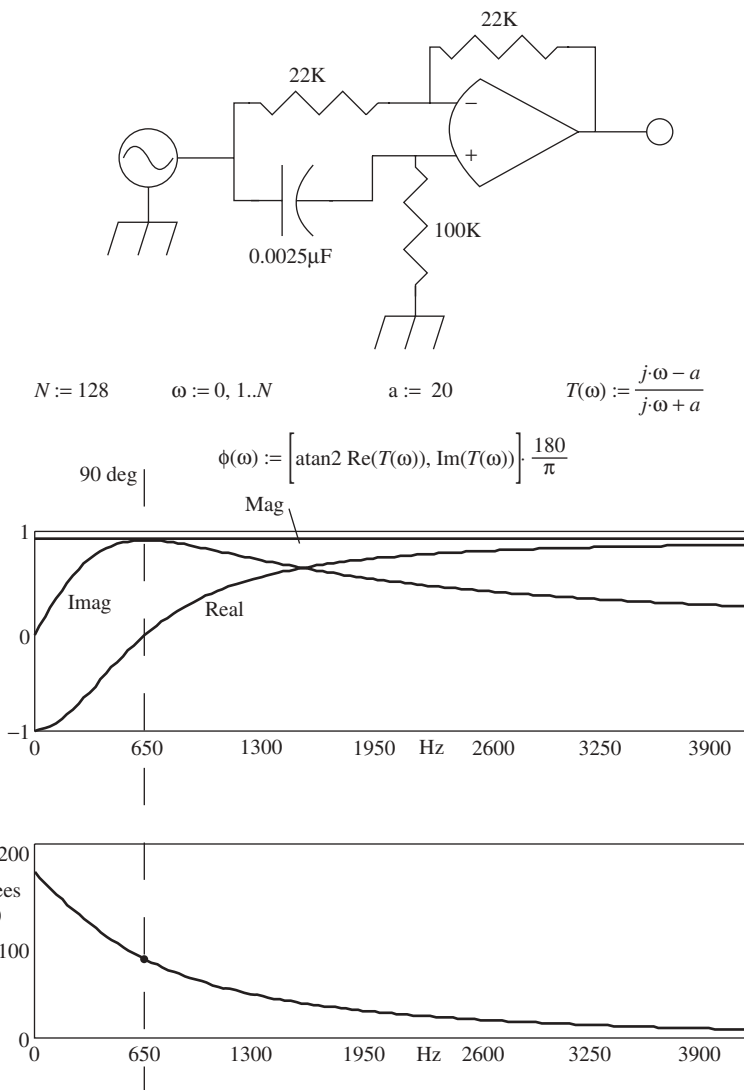 22K
22K
−
+
100K
0.0025μF
N := 128 ω := 0, 1..N a := 20 T(ω) := j·ω − a / j·ω + a
ϕ(ω) := [atan2 Re(T(ω)), Im(T(ω))]· 180 / π
90 deg
Mag
1
Imag
Real
0
−1
0 650 1300 1950 Hz 2600 3250 3900
200
ees
)
100
0
0 650 1300 1950 Hz 2600 3250 3900